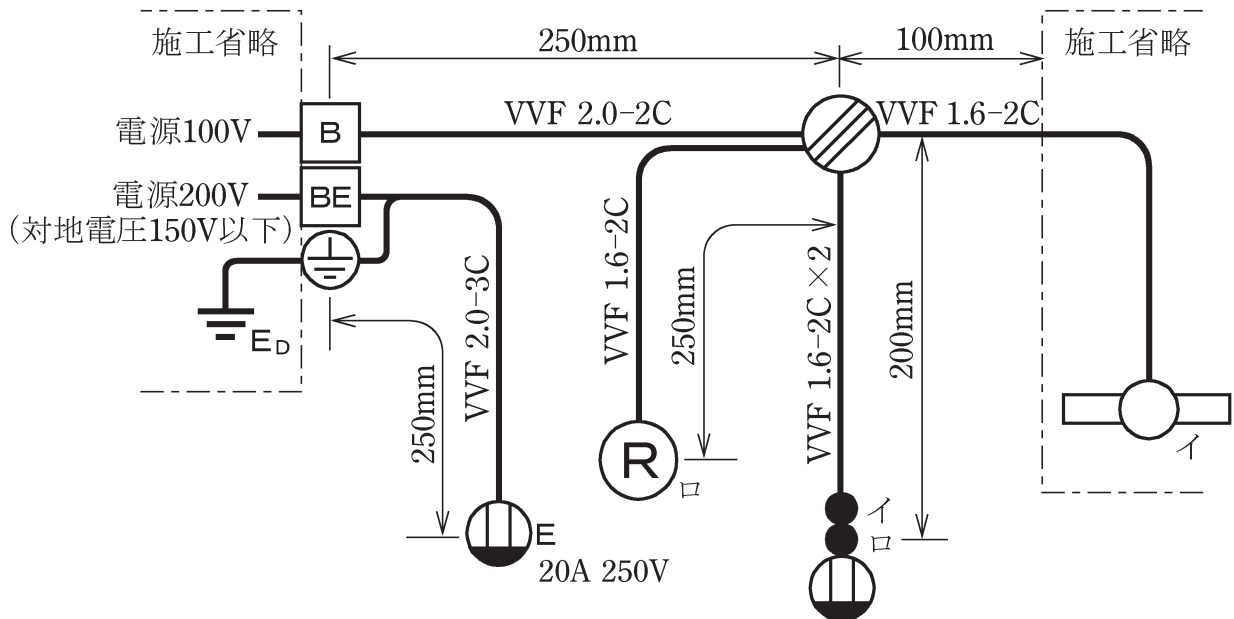 施工省略
250mm
100mm
施工省略
電源100V
B
VVF 2.0-2C
VVF 1.6-2C
電源200V
BE
(対地電圧150V以下)
ED
250mm
VVF 2.0-3C
VVF 1.6-2C
250mm
VVF 1.6-2C×2
200mm
R
ロ
イ
イ
ロ
E
20A 250V